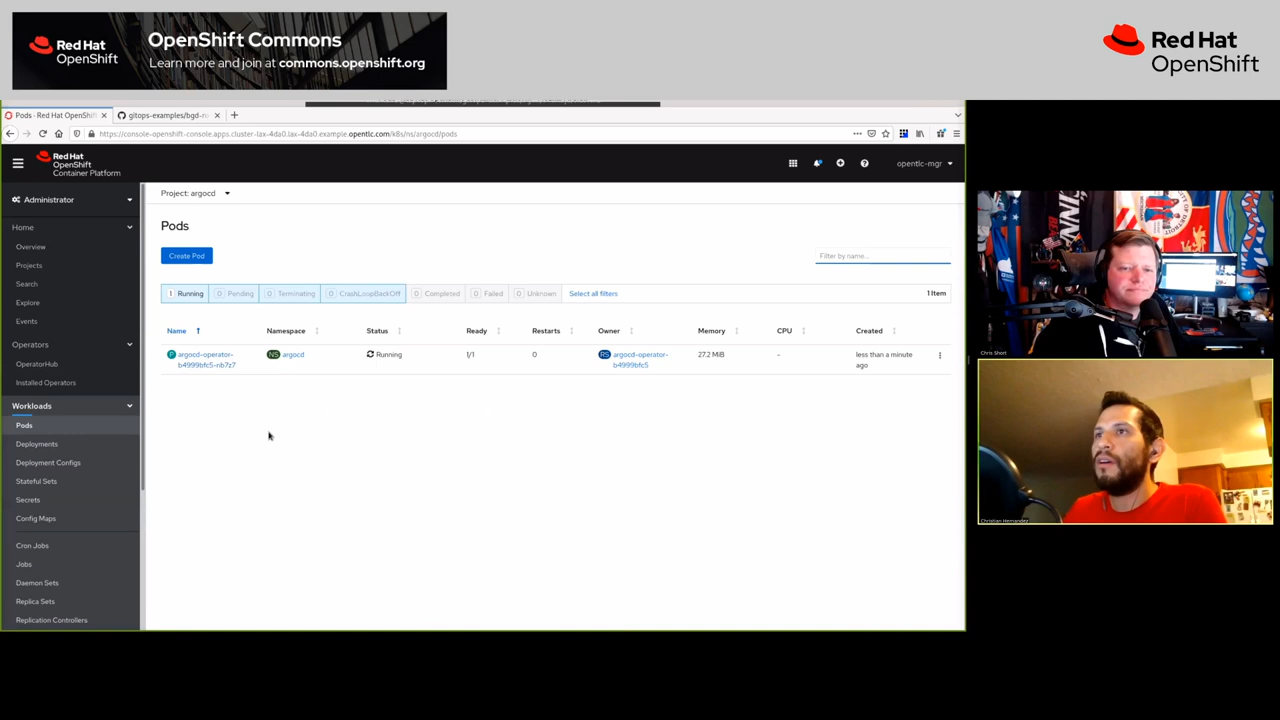 Red Hat
OpenShift
OpenShift Commons
Learn more and join at commons.openshift.org
Red Hat
OpenShift
Pods · Red Hat OpenShift
gitops-examples/bgd-ro
https://console-openshift-console.apps.cluster-lax-4da0.lax-4da0.example.opentlc.com/k8s/ns/argocd/pods
Red Hat
OpenShift
Container Platform
opentlc-mgr
Administrator
Home
Overview
Projects
Search
Explore
Events
Operators
OperatorHub
Installed Operators
Workloads
Pods
Deployments
Deployment Configs
Stateful Sets
Secrets
Config Maps
Cron Jobs
Jobs
Daemon Sets
Replica Sets
Replication Controllers
Project: argocd
Pods
Create Pod
Filter by name...
1 Running 0 Pending 0 Terminating 0 CrashLoopBackOff 0 Completed 0 Failed 0 Unknown Select all filters 1 Item
Name Namespace Status Ready Restarts Owner Memory CPU Created
P argocd-operator-b4999bfc5-nb7z7 NS argocd Running 1/1 0 RS argocd-operator-b4999bfc5 27.2 MiB - less than a minute ago
Chris Short
Christian Hernandez